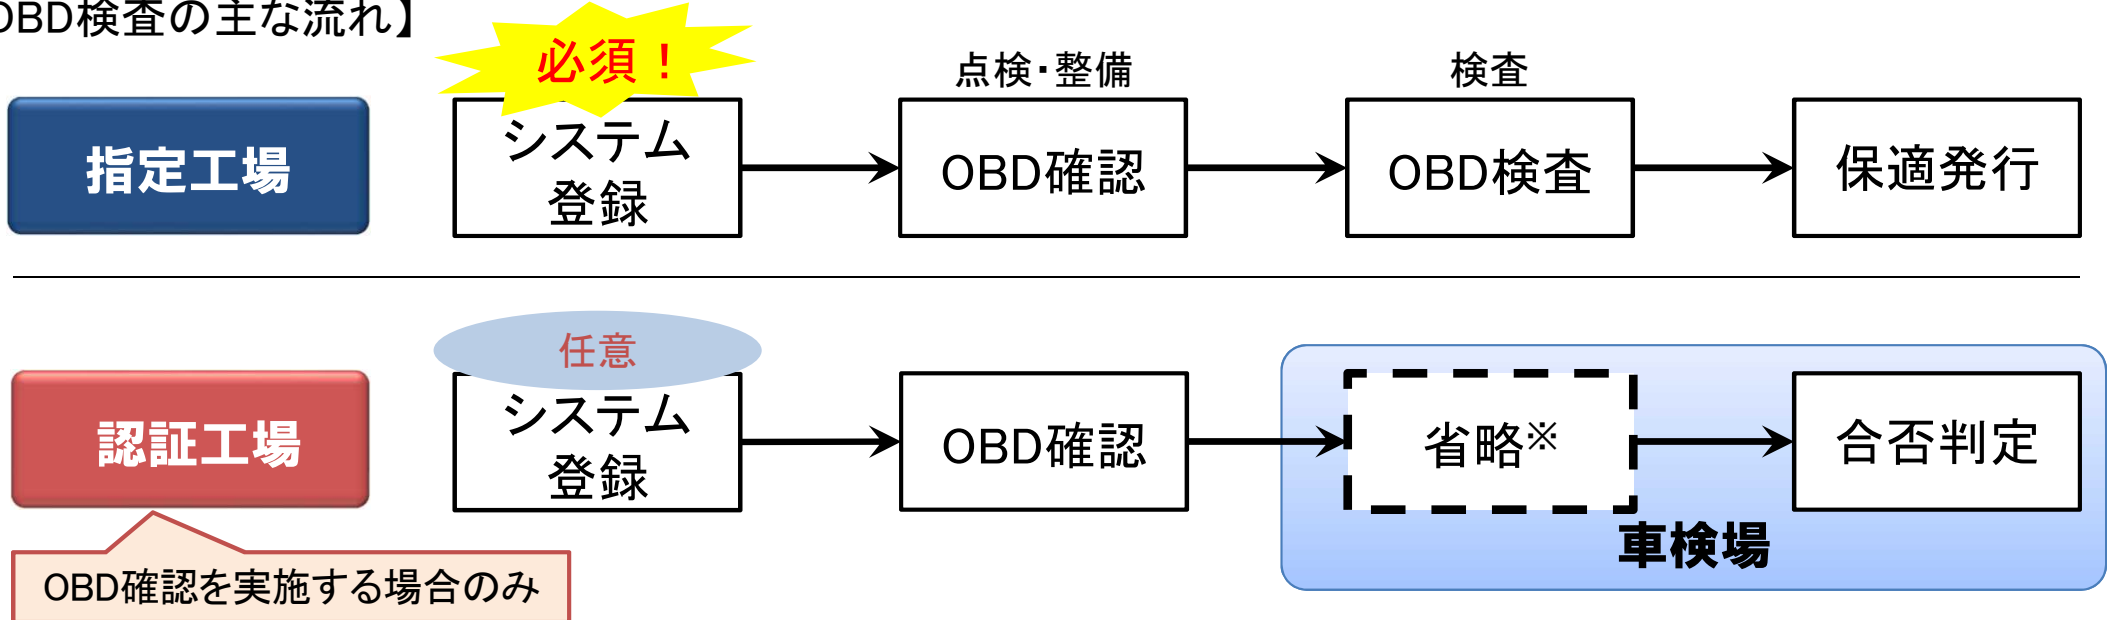 OBD検査の主な流れ】
必須！
点検・整備
検査
指定工場
システム
登録
OBD確認
OBD検査
保適発行
任意
認証工場
システム
登録
OBD確認
省略※
合否判定
車検場
OBD確認を実施する場合のみ